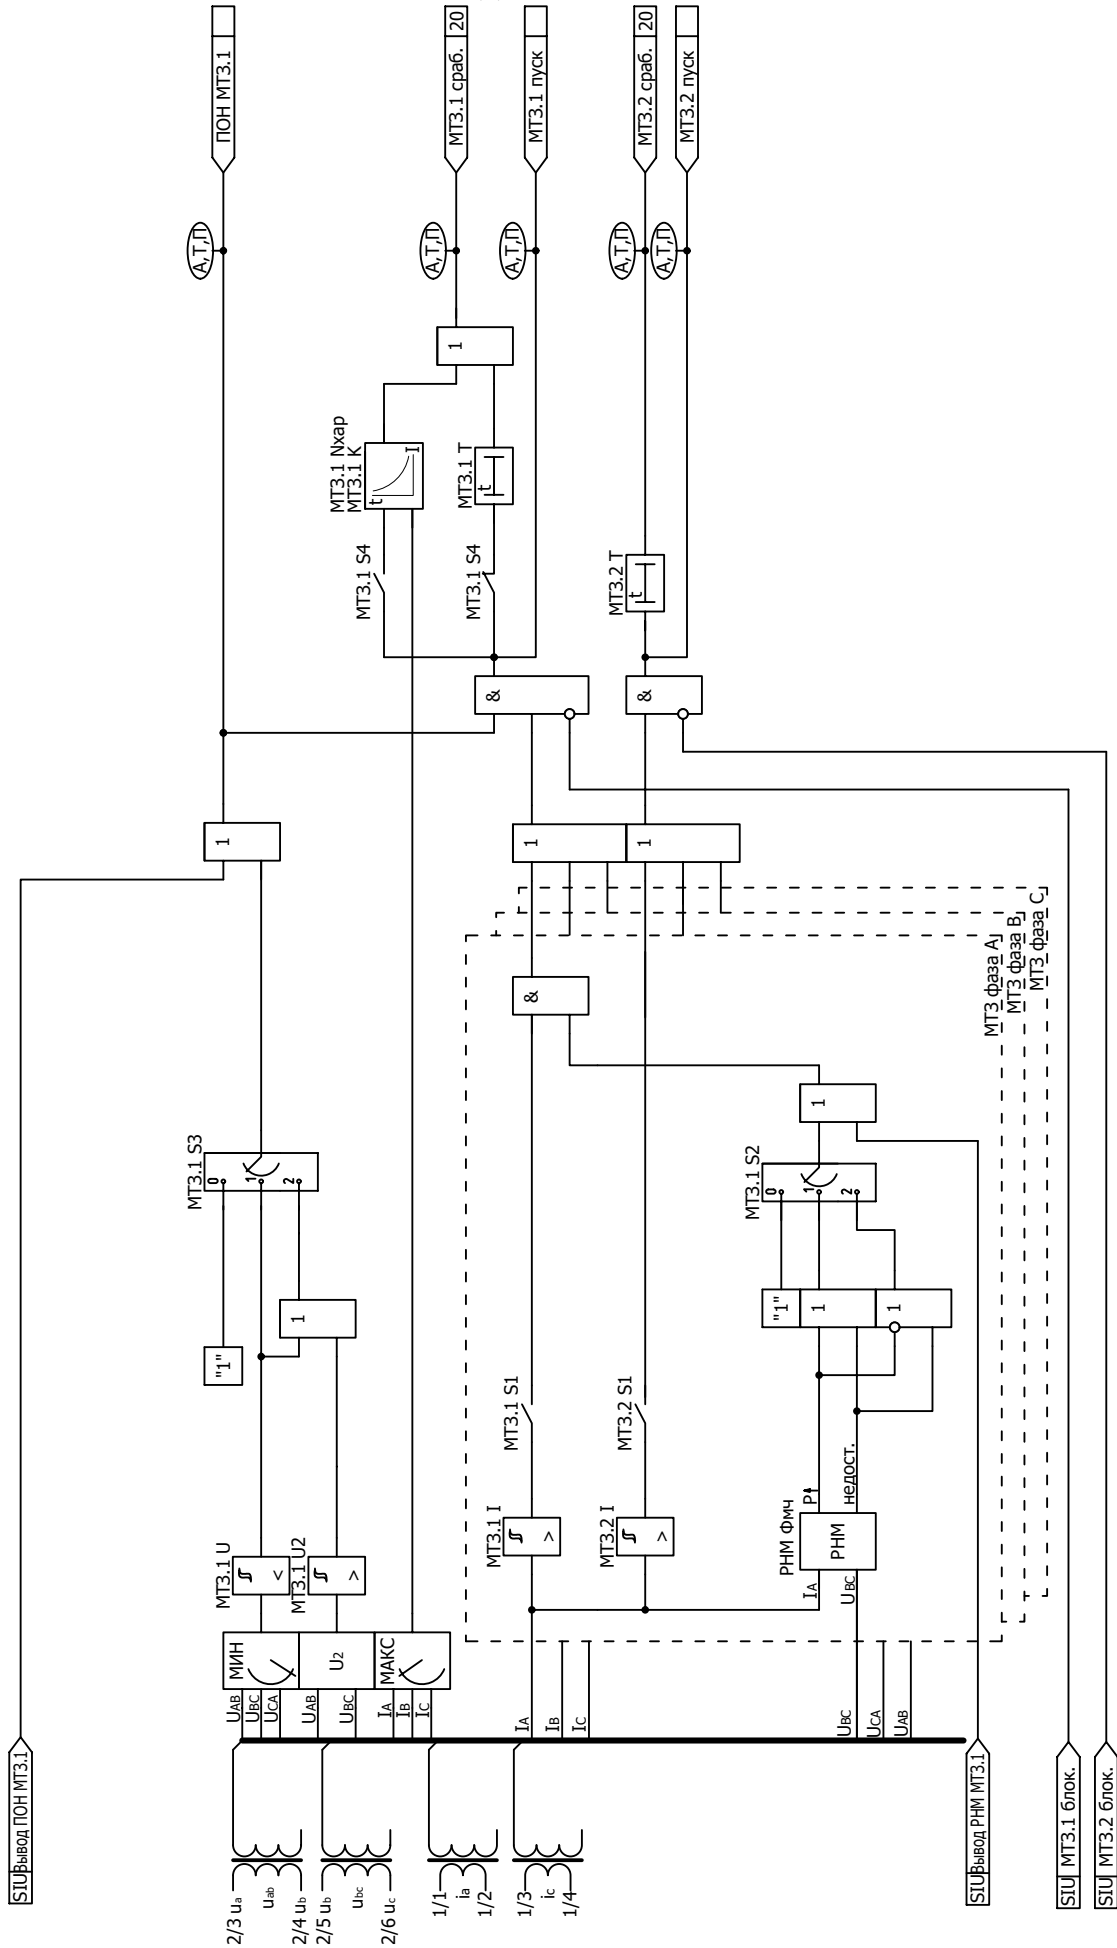 SIU Вывод ПОН МТЗ.1
2/3 ua
uab
2/4 ub
2/5 ub
ubc
2/6 uc
1/1
ia
1/2
1/3
ic
1/4
UAB
UBC
UCA
UAB
UBC
IA
IB
IC
МИН
U2
МАКС
МТЗ.1 U
<
МТЗ.1 U2
>
"1"
1
МТЗ.1 S3
0
1
2
1
ПОН МТЗ.1
А,Т,П
IA
IB
IC
МТЗ.1 I
>
МТЗ.1 S1
МТЗ.2 I
>
МТЗ.2 S1
UBC
UCA
UAB
IA
UBC
РНМ Фмч
РНМ
P
недост.
"1"
1
1
МТЗ.1 S2
0
1
2
1
&
МТЗ фаза А
МТЗ фаза В
МТЗ фаза С
1
1
&
&
МТЗ.1 S4
МТЗ.1 S4
МТЗ.1 Nхар
МТЗ.1 К
t
I
МТЗ.1 Т
t
1
МТЗ.2 Т
t
А,Т,П
МТЗ.1 сраб. 20
А,Т,П
МТЗ.1 пуск
А,Т,П
МТЗ.2 сраб. 20
А,Т,П
МТЗ.2 пуск
SIU Вывод РНМ МТЗ.1
SIU МТЗ.1 блок.
SIU МТЗ.2 блок.